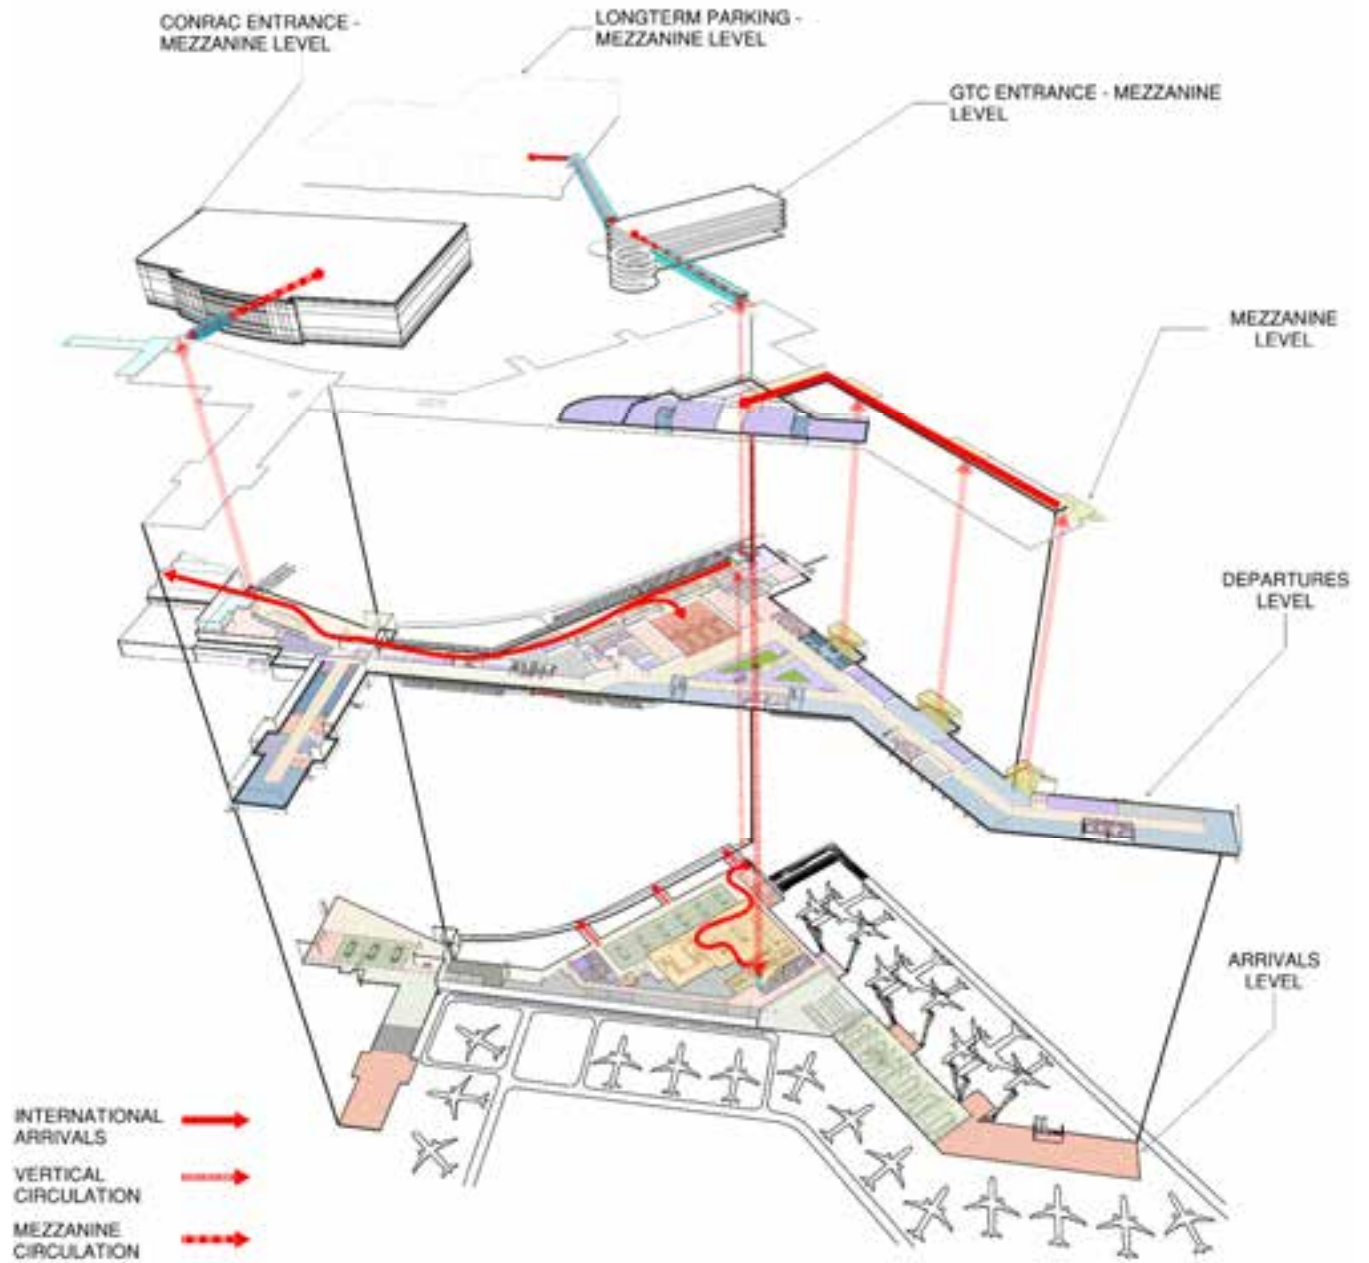 CONRAC ENTRANCE -
MEZZANINE LEVEL
LONGTERM PARKING -
MEZZANINE LEVEL
GTC ENTRANCE - MEZZANINE
LEVEL
MEZZANINE
LEVEL
DEPARTURES
LEVEL
ARRIVALS
LEVEL
INTERNATIONAL
ARRIVALS
VERTICAL
CIRCULATION
MEZZANINE
CIRCULATION